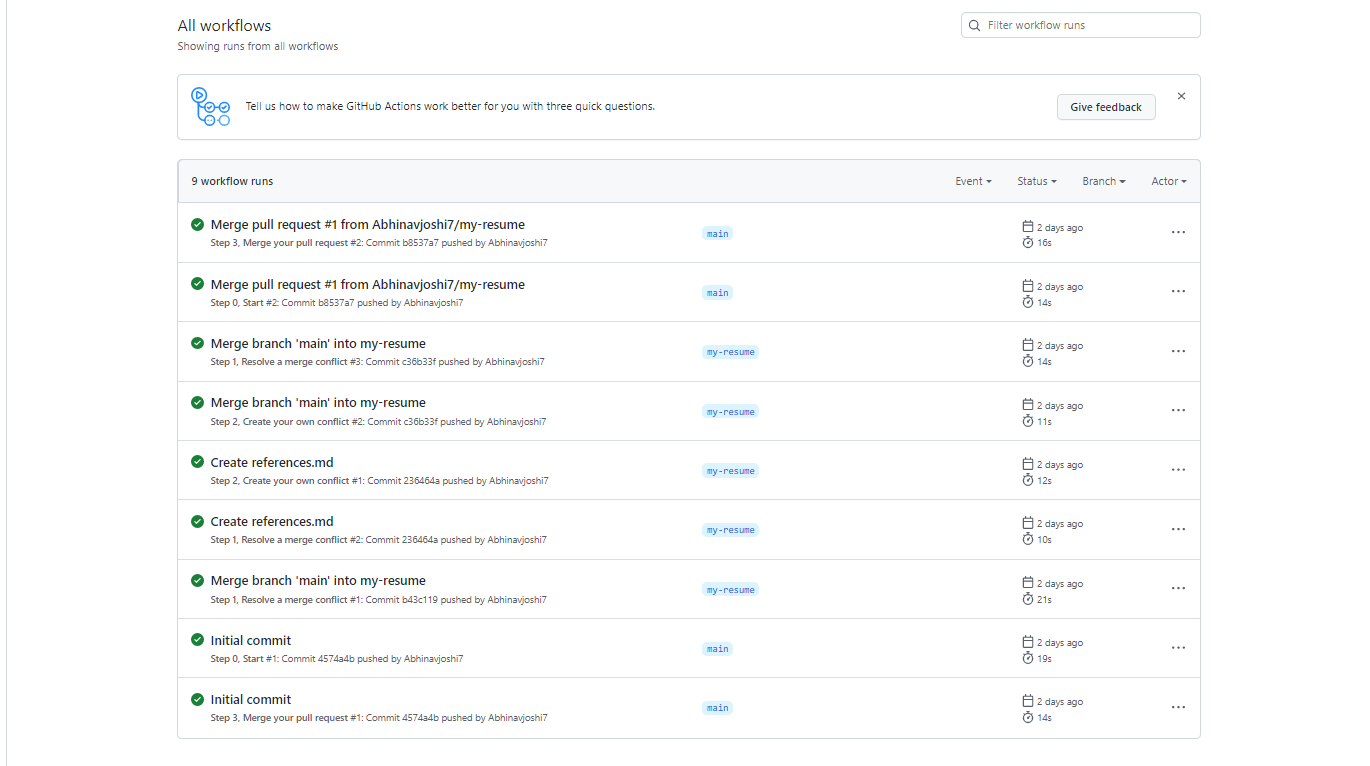 All workflows
Filter workflow runs
Showing runs from all workflows
Tell us how to make GitHub Actions work better for you with three quick questions.
Give feedback
9 workflow runs
Event Status Branch Actor
Merge pull request #1 from Abhinavjoshi7/my-resume
Step 3, Merge your pull request #2: Commit b8537a7 pushed by Abhinavjoshi7
main
2 days ago
16s
Merge pull request #1 from Abhinavjoshi7/my-resume
Step 0, Start #2: Commit b8537a7 pushed by Abhinavjoshi7
main
2 days ago
14s
Merge branch 'main' into my-resume
Step 1, Resolve a merge conflict #3: Commit c36b33f pushed by Abhinavjoshi7
my-resume
2 days ago
14s
Merge branch 'main' into my-resume
Step 2, Create your own conflict #2: Commit c36b33f pushed by Abhinavjoshi7
my-resume
2 days ago
11s
Create references.md
Step 2, Create your own conflict #1: Commit 236464a pushed by Abhinavjoshi7
my-resume
2 days ago
12s
Create references.md
Step 1, Resolve a merge conflict #2: Commit 236464a pushed by Abhinavjoshi7
my-resume
2 days ago
10s
Merge branch 'main' into my-resume
Step 1, Resolve a merge conflict #1: Commit b43c119 pushed by Abhinavjoshi7
my-resume
2 days ago
21s
Initial commit
Step 0, Start #1: Commit 4574a4b pushed by Abhinavjoshi7
main
2 days ago
19s
Initial commit
Step 3, Merge your pull request #1: Commit 4574a4b pushed by Abhinavjoshi7
main
2 days ago
14s